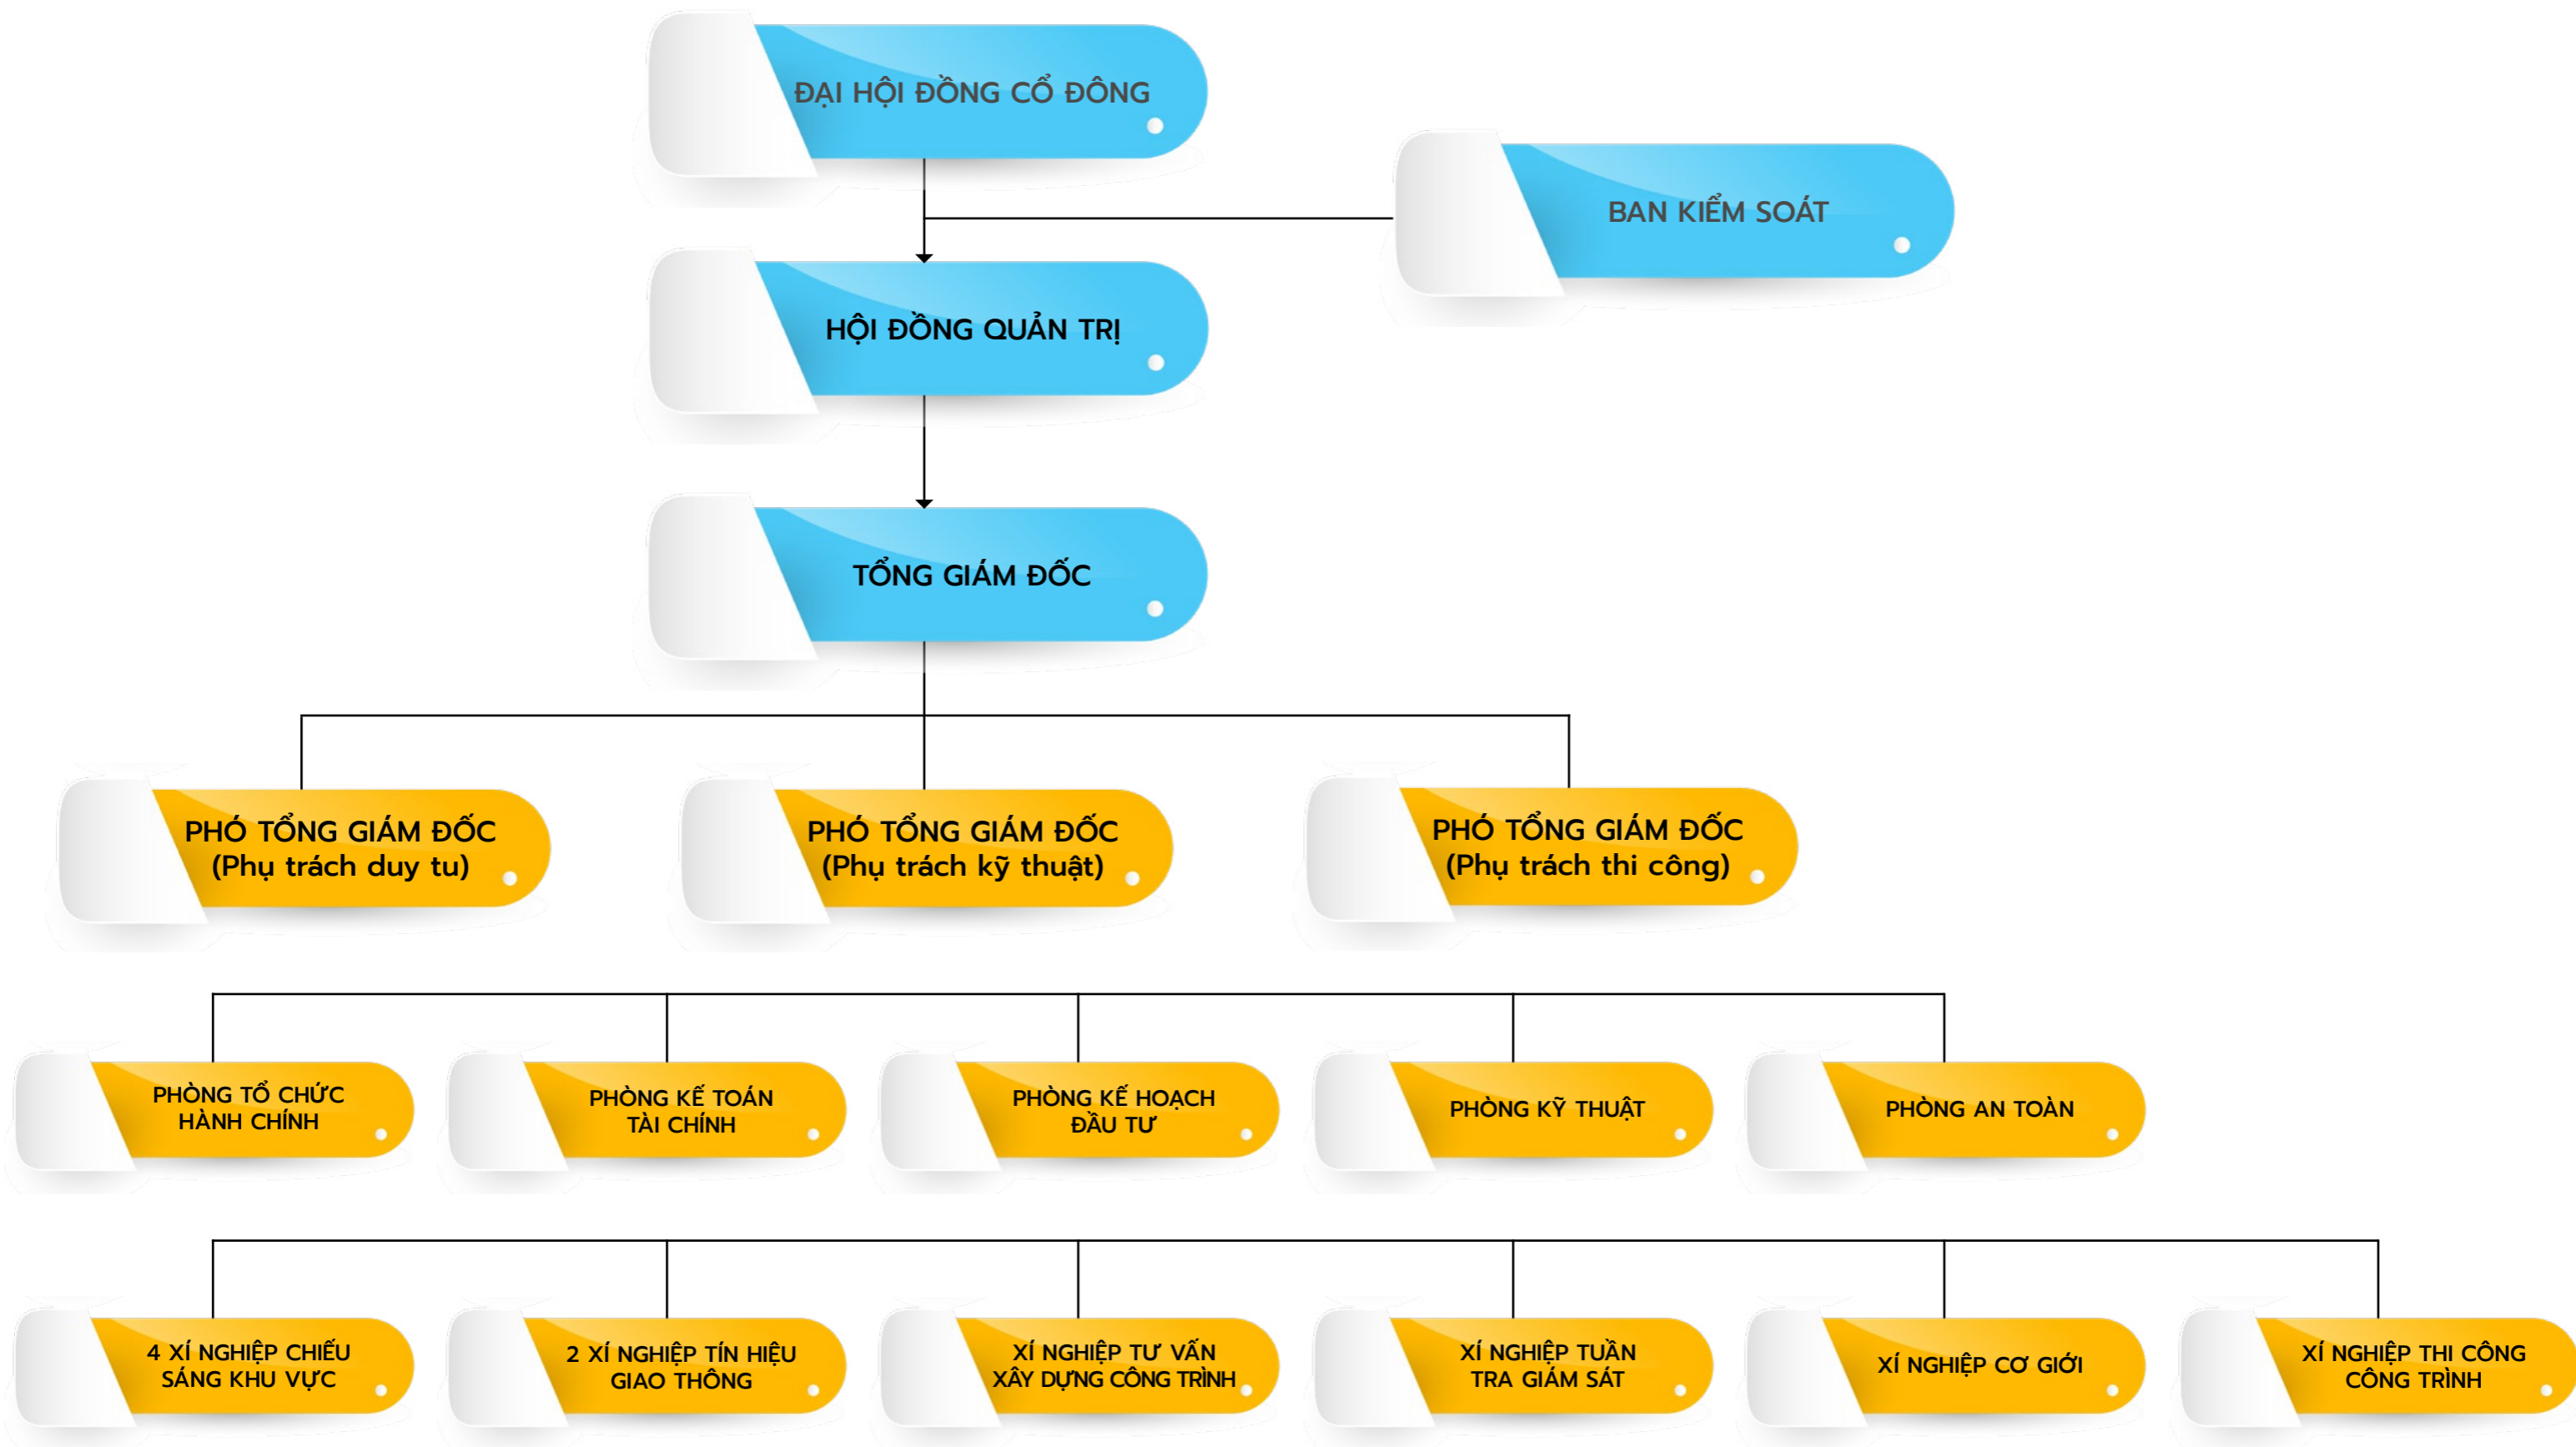 ĐẠI HỘI ĐỒNG CỔ ĐÔNG
BAN KIỂM SOÁT
HỘI ĐỒNG QUẢN TRỊ
TỔNG GIÁM ĐỐC
PHÓ TỔNG GIÁM ĐỐC
(Phụ trách duy tu)
PHÓ TỔNG GIÁM ĐỐC
(Phụ trách kỹ thuật)
PHÓ TỔNG GIÁM ĐỐC
(Phụ trách thi công)
PHÒNG TỔ CHỨC
HÀNH CHÍNH
PHÒNG KẾ TOÁN
TÀI CHÍNH
PHÒNG KẾ HOẠCH
ĐẦU TƯ
PHÒNG KỸ THUẬT
PHÒNG AN TOÀN
4 XÍ NGHIỆP CHIẾU
SÁNG KHU VỰC
2 XÍ NGHIỆP TÍN HIỆU
GIAO THÔNG
XÍ NGHIỆP TƯ VẤN
XÂY DỰNG CÔNG TRÌNH
XÍ NGHIỆP TUẦN
TRA GIÁM SÁT
XÍ NGHIỆP CƠ GIỚI
XÍ NGHIỆP THI CÔNG
CÔNG TRÌNH